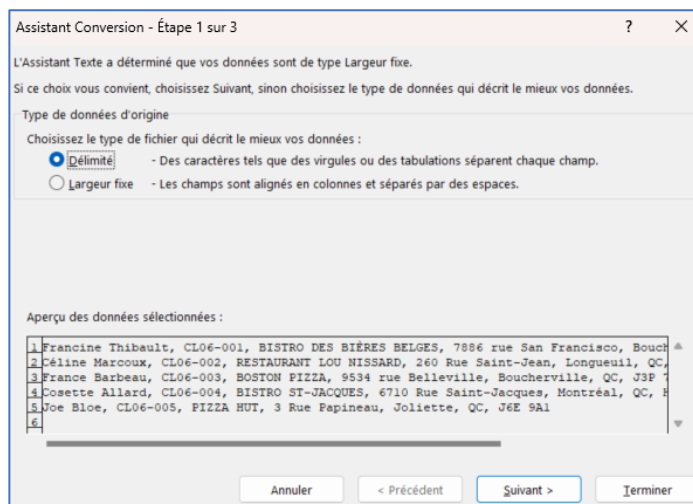 Assistant Conversion - Étape 1 sur 3 ? X
L'Assistant Texte a déterminé que vos données sont de type Largeur fixe.
Si ce choix vous convient, choisissez Suivant, sinon choisissez le type de données qui décrit le mieux vos données.
Type de données d'origine
Choisissez le type de fichier qui décrit le mieux vos données :
Délimité - Des caractères tels que des virgules ou des tabulations séparent chaque champ.
Largeur fixe - Les champs sont alignés en colonnes et séparés par des espaces.
Aperçu des données sélectionnées :
1 Francine Thibault, CL06-001, BISTRO DES BIÈRES BELGES, 7886 rue San Francisco, Bouch
2 Céline Marcoux, CL06-002, RESTAURANT LOU NISSARD, 260 Rue Saint-Jean, Longueuil, QC,
3 France Barbeau, CL06-003, BOSTON PIZZA, 9534 rue Belleville, Boucherville, QC, J3P
4 Cosette Allard, CL06-004, BISTRO ST-JACQUES, 6710 Rue Saint-Jacques, Montréal, QC,
5 Joe Bloe, CL06-005, PIZZA HUT, 3 Rue Papineau, Joliette, QC, J6E 9A1
6
Annuler < Précédent Suivant > Terminer